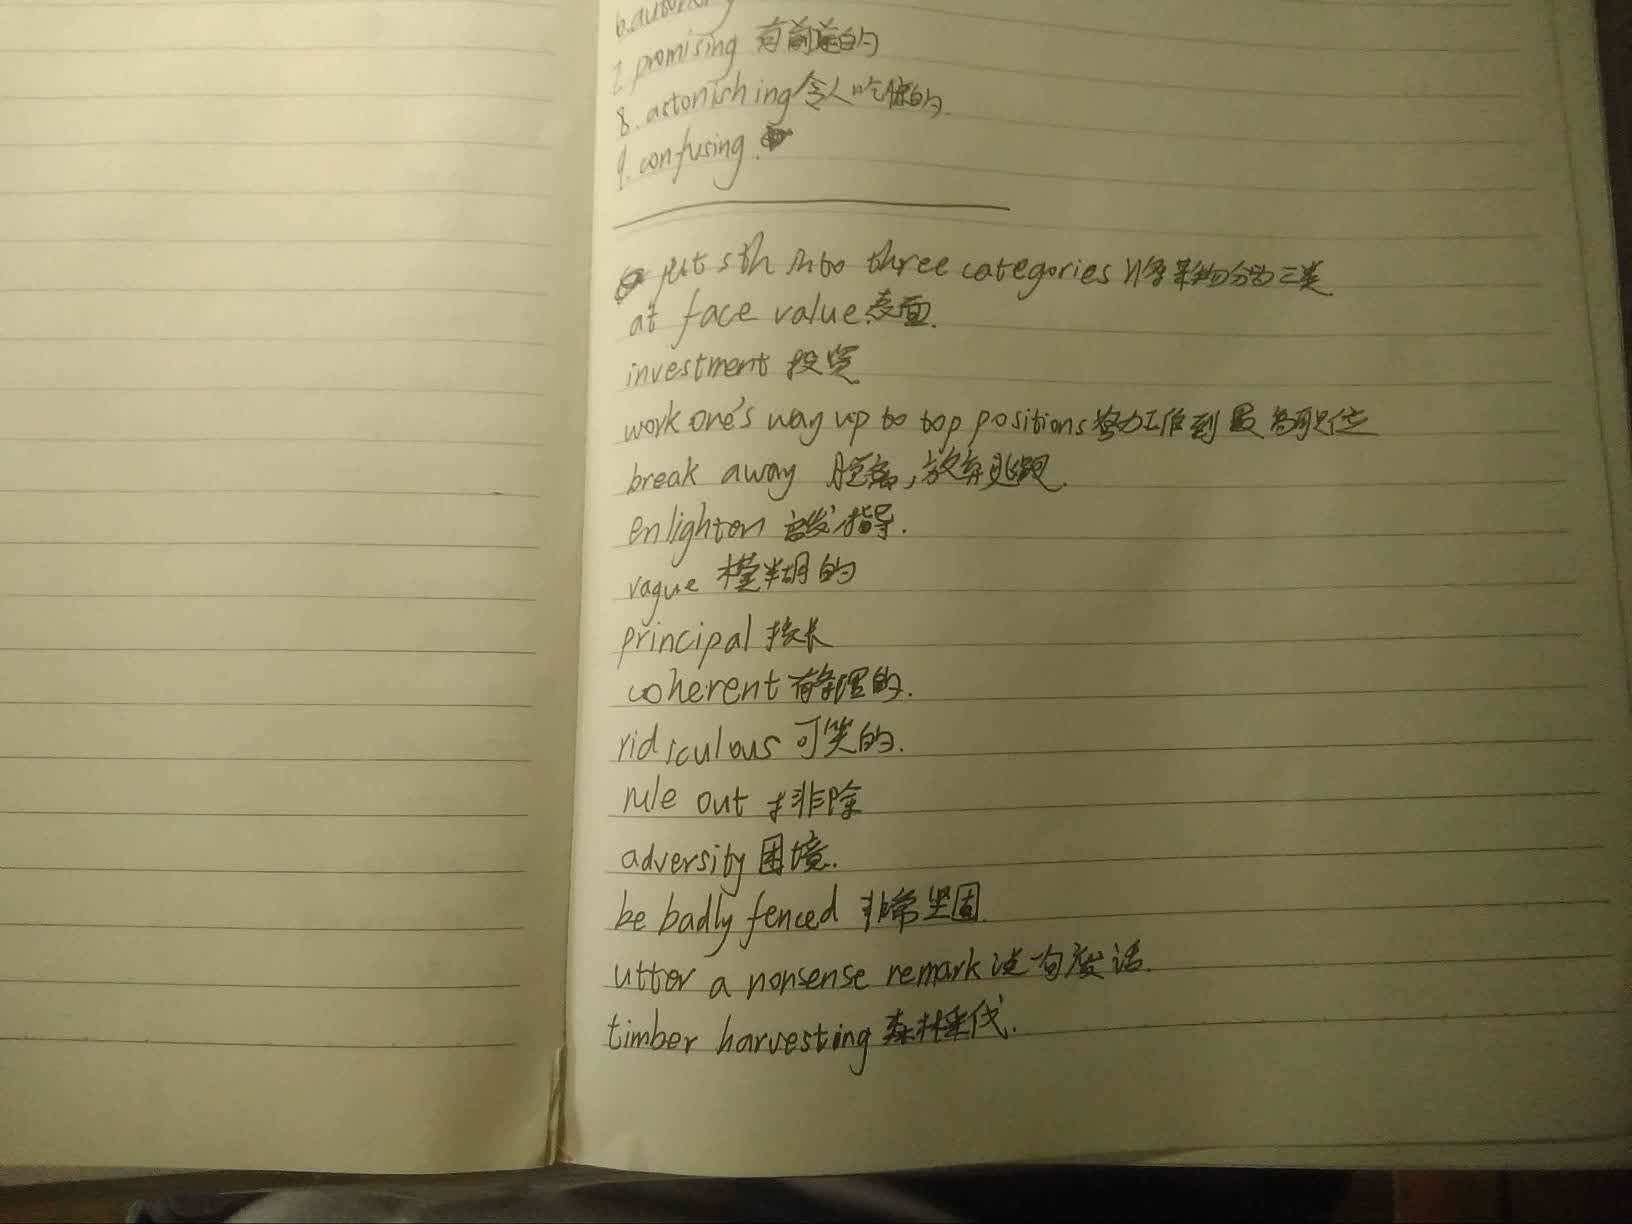 7. promising 有前途的
8. astonishing 令人吃惊的.
9. confusing.
put sth into three categories 将某物分为三类
at face value 表面.
investment 投资
work one's way up to top positions 努力工作到最高职位
break away 脱离,放弃逃跑.
enlighten 启发指导.
vague 模糊的
principal 校长
coherent 有条理的.
ridiculous 可笑的.
rule out 排除
adversity 困境.
be badly fenced 非常坚固.
utter a nonsense remark 说句废话.
timber harvesting 森林采伐.